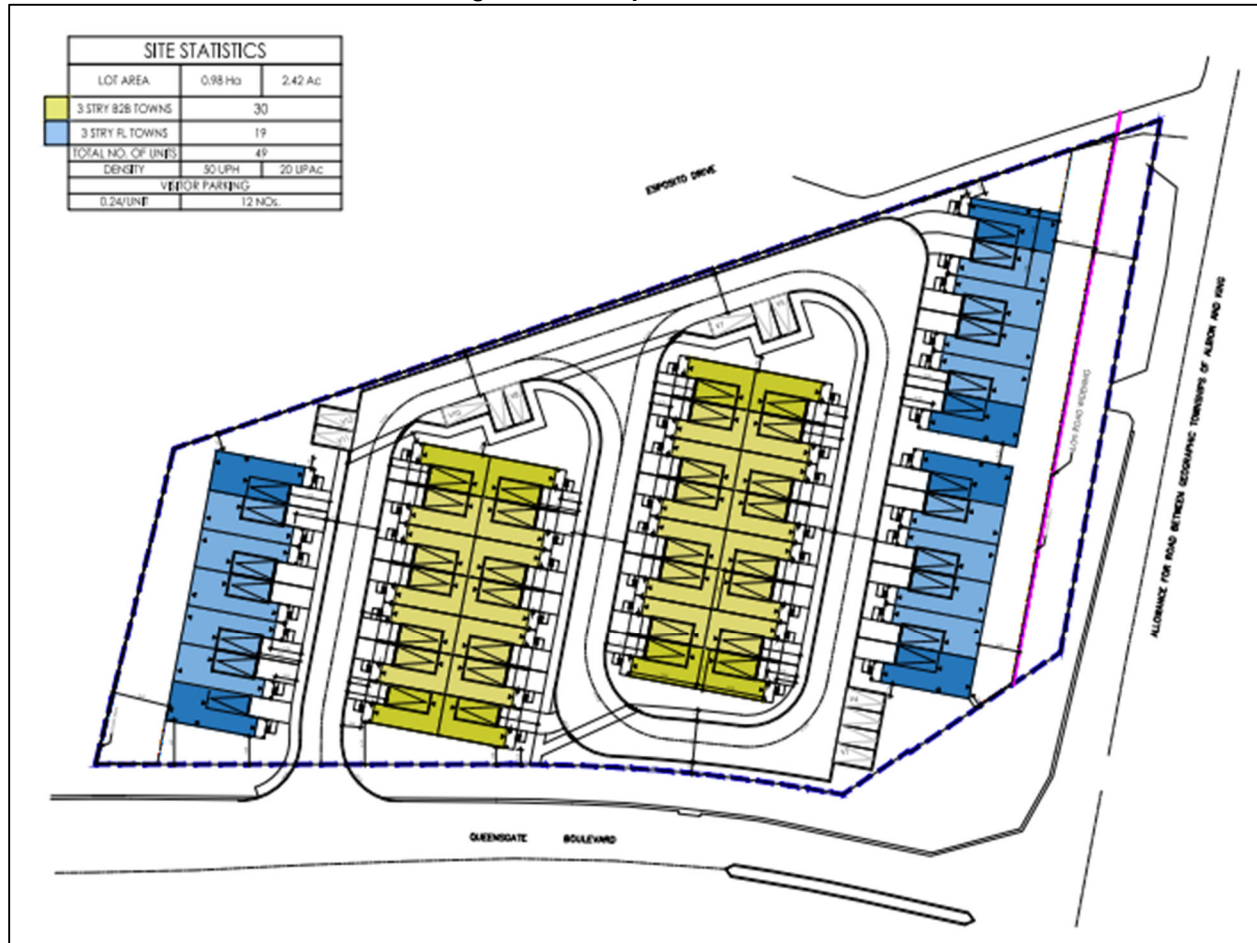 SITE STATISTICS
LOT AREA 0.98 Ha 2.42 Ac
3 STRY B2B TOWNS 30
3 STRY FL TOWNS 19
TOTAL NO. OF UNITS 49
DENSITY 50 UPH 20 UPAc
VISITOR PARKING
0.24/UNIT 12 NOs.
ESPOSITO DRIVE
V7
ALLOWANCE FOR ROAD BETWEEN GEOGRAPHIC TOWNSHIPS OF ALBION AND KING
QUEENSGATE BOULEVARD